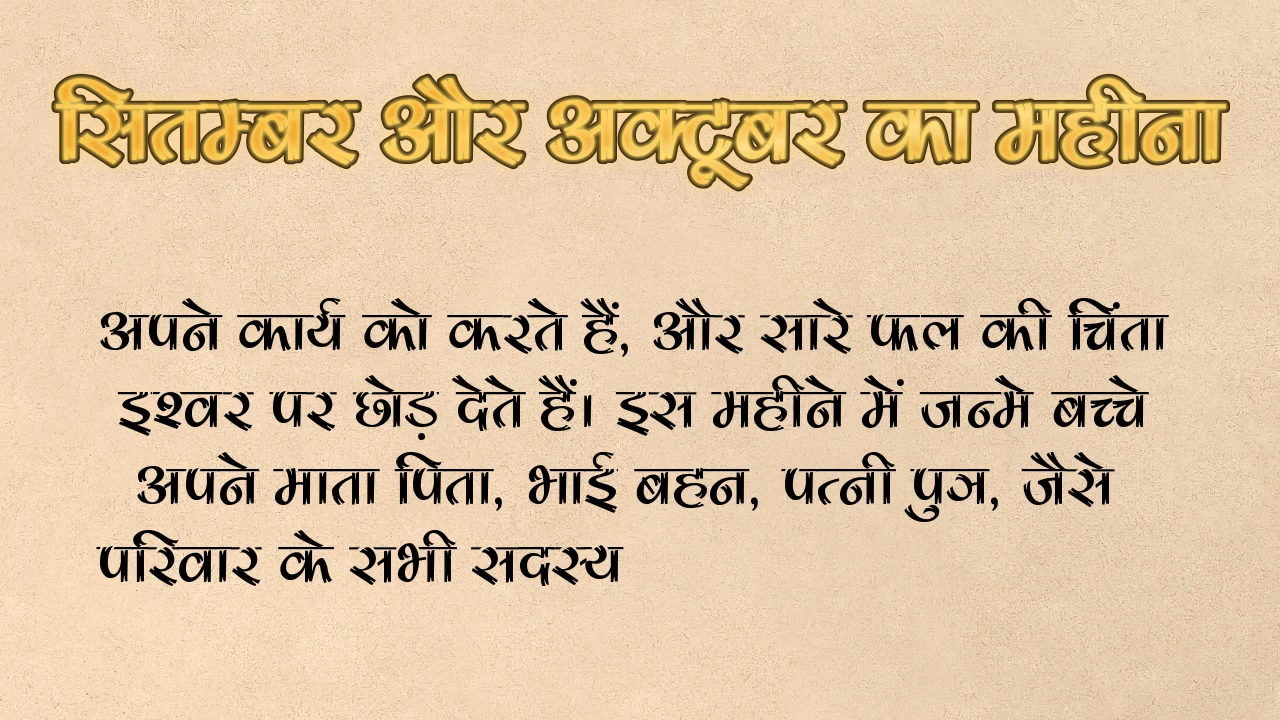 सितम्बर और अक्टूबर का महीना
अपने कार्य को करते हैं, और सारे फल की चिंता
इश्वर पर छोड़ देते हैं। इस महीने में जन्मे बच्चे
अपने माता पिता, भाई बहन, पत्नी पुत्र, जैसे
परिवार के सभी सदस्य